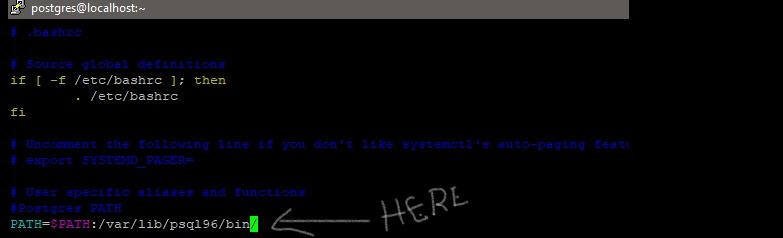 postgres@localhost:~
# .bashrc
# Source global definitions
if [ -f /etc/bashrc ]; then
. /etc/bashrc
fi
# Uncomment the following line if you don't like systemctl's auto-paging featu
# export SYSTEMD_PAGER=
# User specific aliases and functions
#Postgres PATH
PATH=$PATH:/var/lib/psql96/bin/
HERE